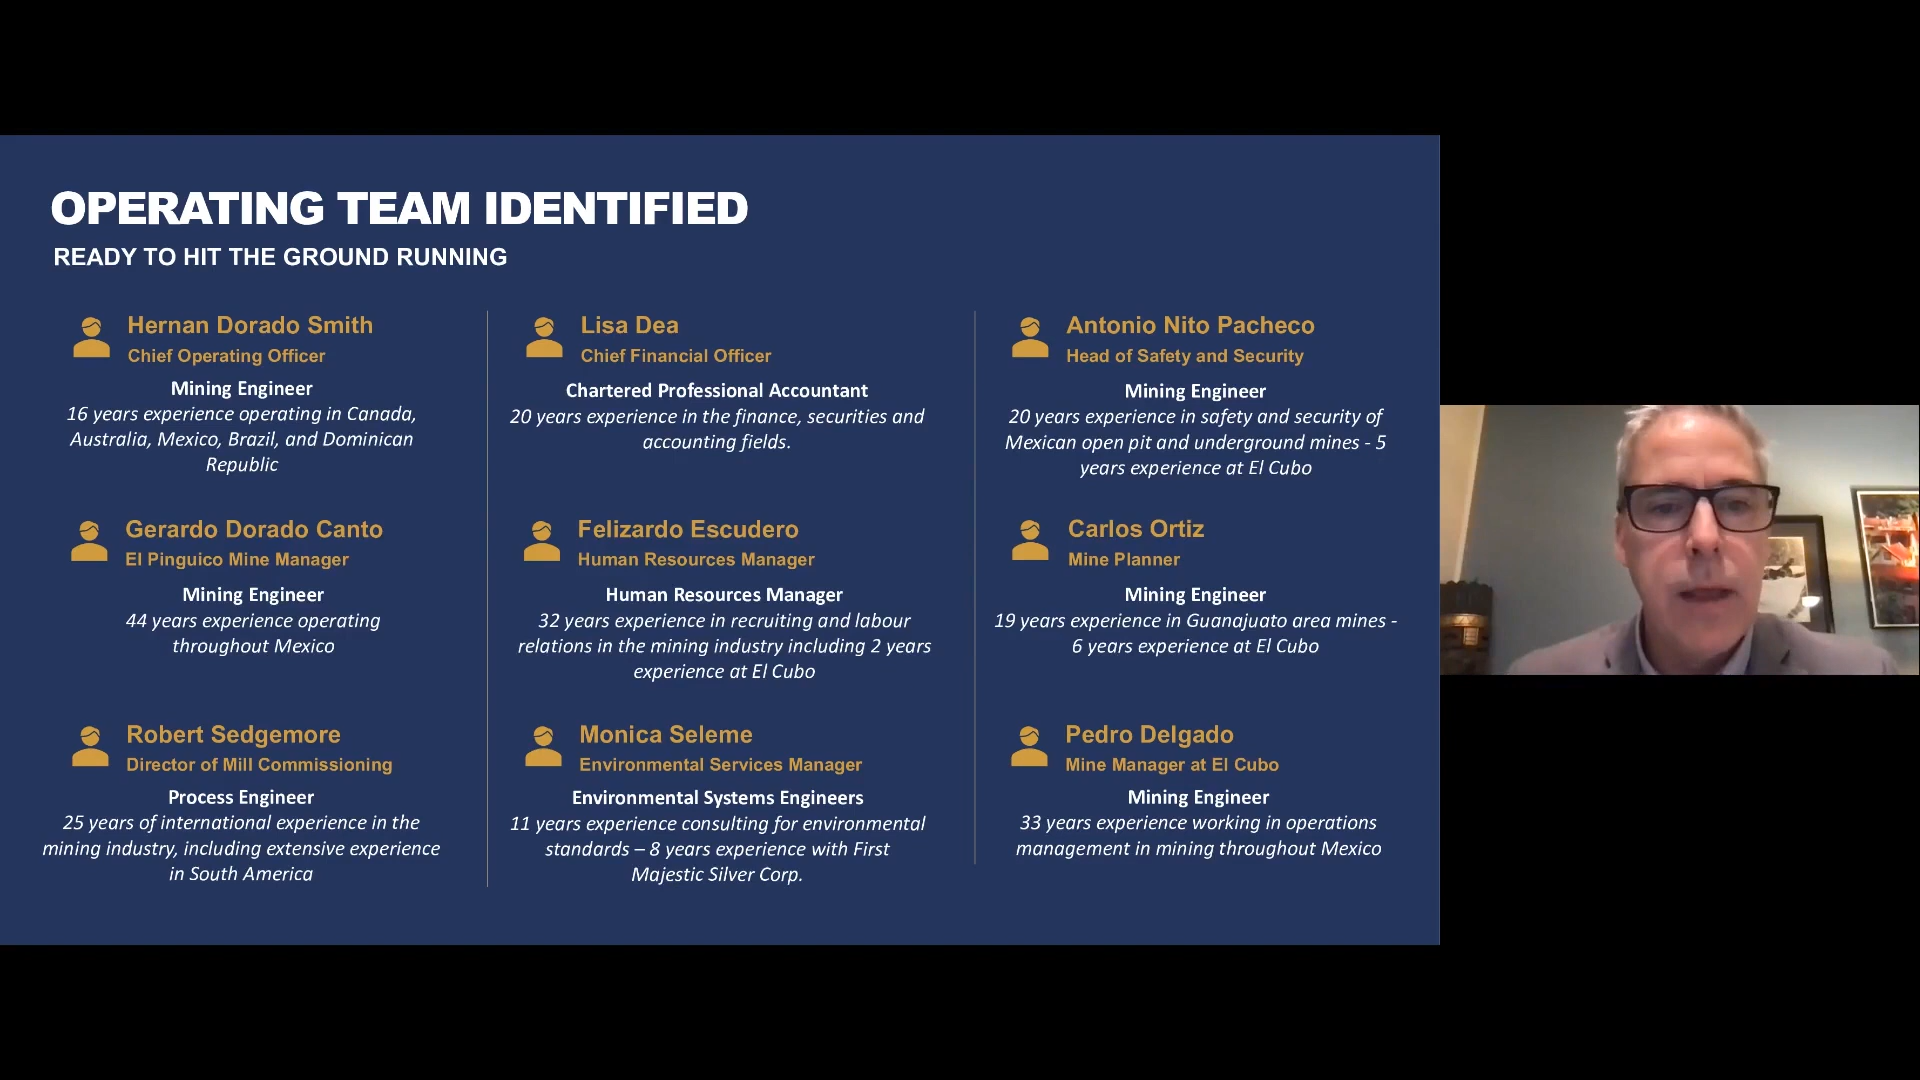 OPERATING TEAM IDENTIFIED
READY TO HIT THE GROUND RUNNING
Hernan Dorado Smith
Chief Operating Officer
Mining Engineer
16 years experience operating in Canada,
Australia, Mexico, Brazil, and Dominican
Republic
Gerardo Dorado Canto
El Pinguico Mine Manager
Mining Engineer
44 years experience operating
throughout Mexico
Robert Sedgemore
Director of Mill Commissioning
Process Engineer
25 years of international experience in the
mining industry, including extensive experience
in South America
Lisa Dea
Chief Financial Officer
Chartered Professional Accountant
20 years experience in the finance, securities and
accounting fields.
Felizardo Escudero
Human Resources Manager
Human Resources Manager
32 years experience in recruiting and labour
relations in the mining industry including 2 years
experience at El Cubo
Monica Seleme
Environmental Services Manager
Environmental Systems Engineers
11 years experience consulting for environmental
standards – 8 years experience with First
Majestic Silver Corp.
Antonio Nito Pacheco
Head of Safety and Security
Mining Engineer
20 years experience in safety and security of
Mexican open pit and underground mines - 5
years experience at El Cubo
Carlos Ortiz
Mine Planner
Mining Engineer
19 years experience in Guanajuato area mines -
6 years experience at El Cubo
Pedro Delgado
Mine Manager at El Cubo
Mining Engineer
33 years experience working in operations
management in mining throughout Mexico